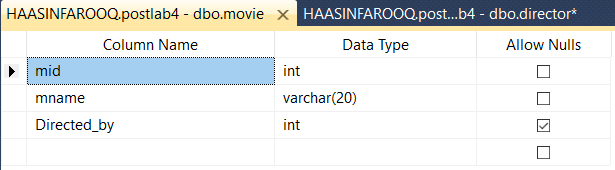 HAASINFAROOQ.postlab4 - dbo.movie HAASINFAROOQ.post...b4 - dbo.director*
Column Name Data Type Allow Nulls
mid int
mname varchar(20)
Directed_by int